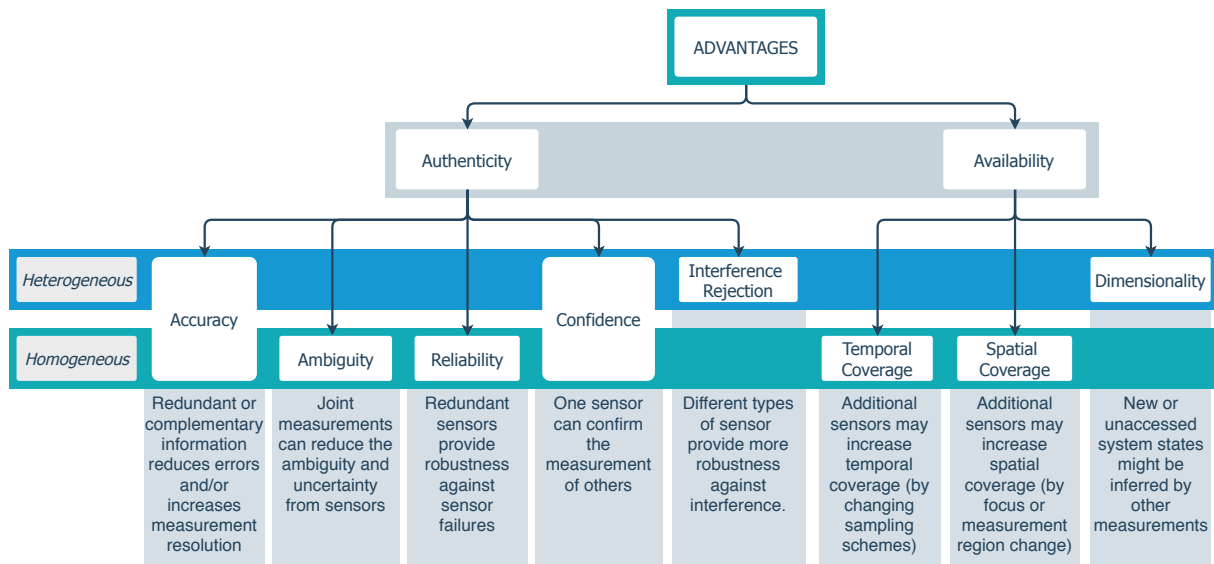 ADVANTAGES
Authenticity
Availability
Heterogeneous
Interference
Rejection
Dimensionality
Accuracy
Confidence
Homogeneous
Ambiguity
Reliability
Temporal
Coverage
Spatial
Coverage
Redundant or
complementary
information
reduces errors
and/or
increases
measurement
resolution
Joint
measurements
can reduce the
ambiguity and
uncertainty
from sensors
Redundant
sensors
provide
robustness
against
sensor
failures
One sensor
can confirm
the
measurement
of others
Different types
of sensor
provide more
robustness
against
interference.
Additional
sensors may
increase
temporal
coverage (by
changing
sampling
schemes)
Additional
sensors may
increase
spatial
coverage (by
focus or
measurement
region change)
New or
unaccessed
system states
might be
inferred by
other
measurements